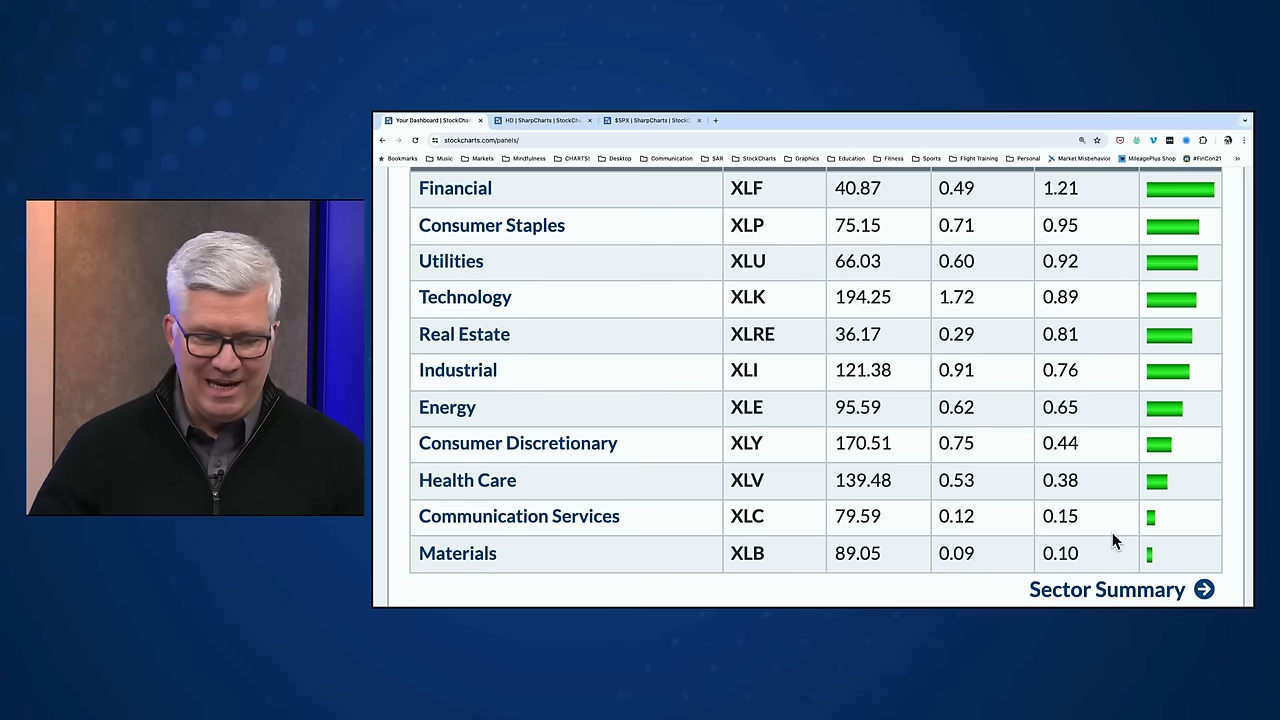 Your Dashboard | StockChar
HD | SharpCharts | StockCha
$SPX | SharpCharts | StockC
stockcharts.com/panels/
Bookmarks Music Markets Mindfulness CHARTS! Desktop Communication SAR StockCharts Graphics Education Fitness Sports Flight Training Personal Market Misbehavior MileagePlus Shop #FinCon21 »
Financial XLF 40.87 0.49 1.21
Consumer Staples XLP 75.15 0.71 0.95
Utilities XLU 66.03 0.60 0.92
Technology XLK 194.25 1.72 0.89
Real Estate XLRE 36.17 0.29 0.81
Industrial XLI 121.38 0.91 0.76
Energy XLE 95.59 0.62 0.65
Consumer Discretionary XLY 170.51 0.75 0.44
Health Care XLV 139.48 0.53 0.38
Communication Services XLC 79.59 0.12 0.15
Materials XLB 89.05 0.09 0.10
Sector Summary